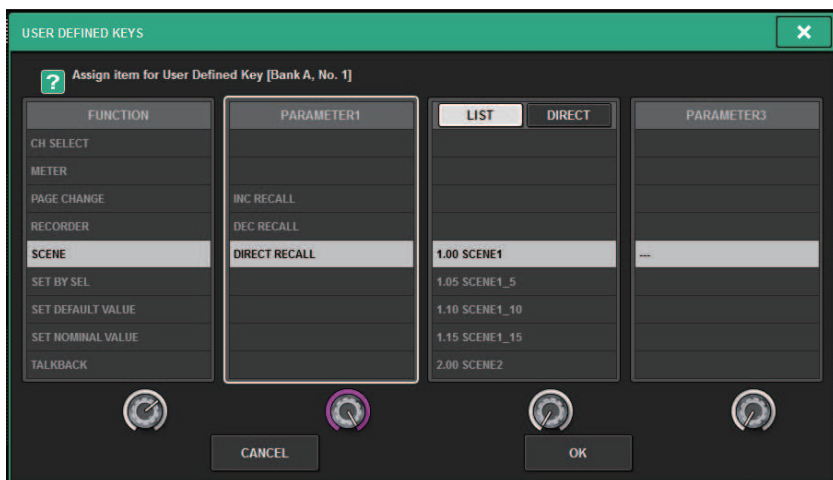 USER DEFINED KEYS
Assign item for User Defined Key [Bank A, No. 1]
FUNCTION
CH SELECT
METER
PAGE CHANGE
RECORDER
SCENE
SET BY SEL
SET DEFAULT VALUE
SET NOMINAL VALUE
TALKBACK
PARAMETER1
INC RECALL
DEC RECALL
DIRECT RECALL
LIST DIRECT
1.00 SCENE1
1.05 SCENE1_5
1.10 SCENE1_10
1.15 SCENE1_15
2.00 SCENE2
PARAMETER3
---
CANCEL OK